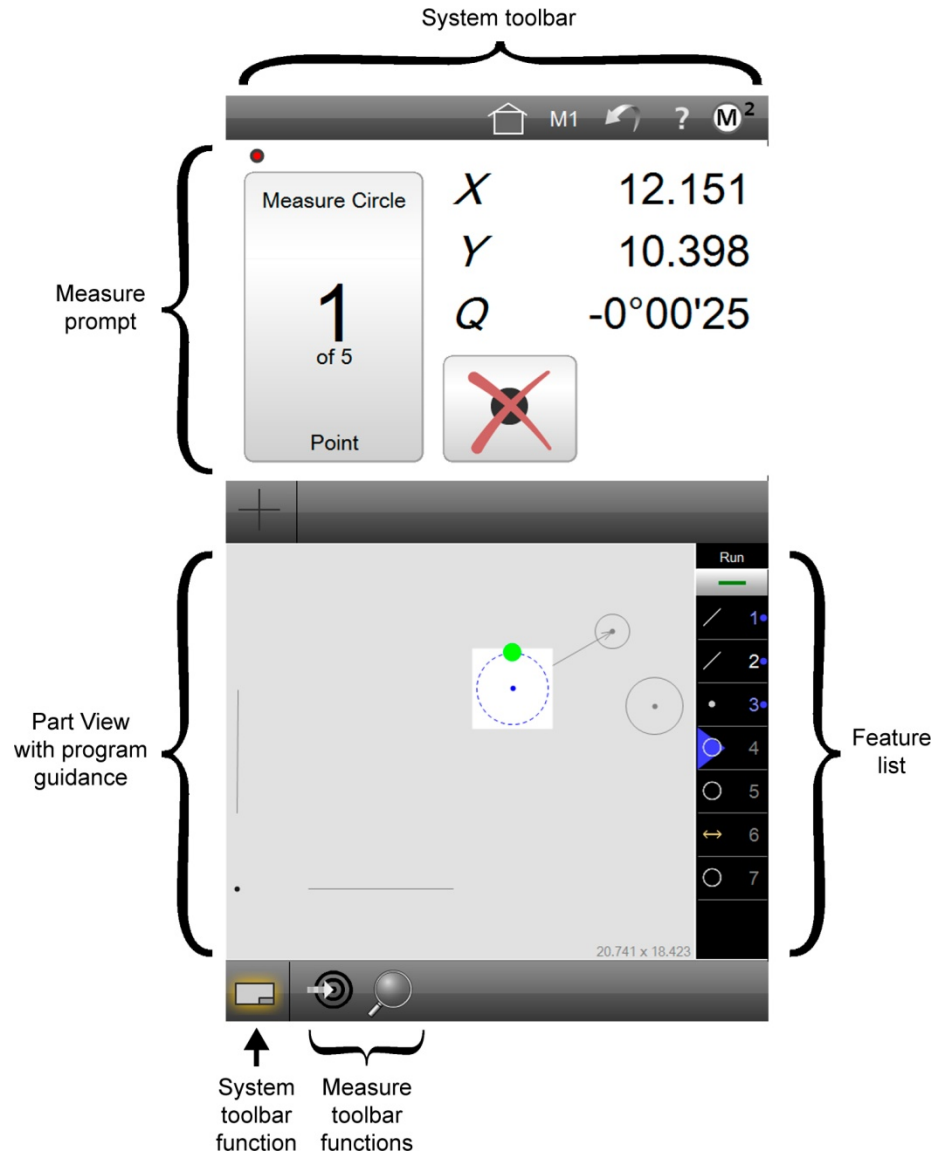 System toolbar
M1 ? M2
Measure Circle
1
of 5
Point
X 12.151
Y 10.398
Q -0°00'25
Measure
prompt
Run
1
2
3
4
5
6
7
20.741 x 18.423
Part View
with program
guidance
Feature
list
System
toolbar
function
Measure
toolbar
functions